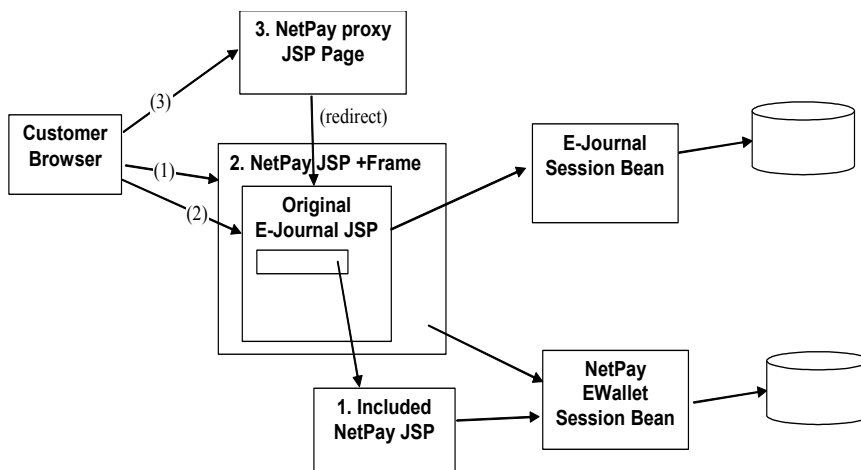 3. NetPay proxy
JSP Page
(3)
(redirect)
Customer
Browser
(1)
(2)
2. NetPay JSP +Frame
Original
E-Journal JSP
E-Journal
Session Bean
1. Included
NetPay JSP
NetPay
EWallet
Session Bean